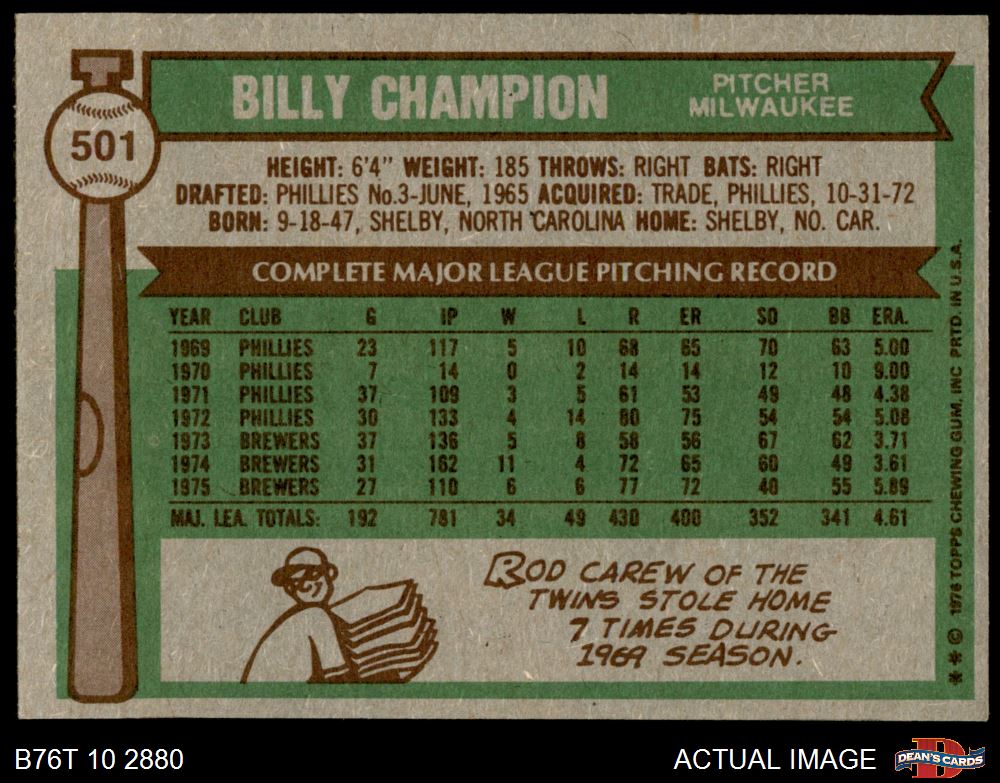 501
BILLY CHAMPION
PITCHER
MILWAUKEE
HEIGHT: 6'4" WEIGHT: 185 THROWS: RIGHT BATS: RIGHT
DRAFTED: PHILLIES No.3-JUNE, 1965 ACQUIRED: TRADE, PHILLIES, 10-31-72
BORN: 9-18-47, SHELBY, NORTH CAROLINA HOME: SHELBY, NO. CAR.
COMPLETE MAJOR LEAGUE PITCHING RECORD
YEAR CLUB G IP W L R ER SO BB ERA.
1969 PHILLIES 23 117 5 10 68 65 70 63 5.00
1970 PHILLIES 7 14 0 2 14 14 12 10 9.00
1971 PHILLIES 37 109 3 5 61 53 49 48 4.38
1972 PHILLIES 30 133 4 14 80 75 54 54 5.08
1973 BREWERS 37 136 5 8 58 56 67 62 3.71
1974 BREWERS 31 162 11 4 72 65 60 49 3.61
1975 BREWERS 27 110 6 6 77 72 40 55 5.89
MAJ. LEA. TOTALS: 192 781 34 49 430 400 352 341 4.61
ROD CAREW OF THE
TWINS STOLE HOME
7 TIMES DURING
1969 SEASON.
** © 1976 TOPPS CHEWING GUM, INC PRTD. IN U.S.A.
B76T 10 2880
ACTUAL IMAGE
D
DEAN'S CARDS